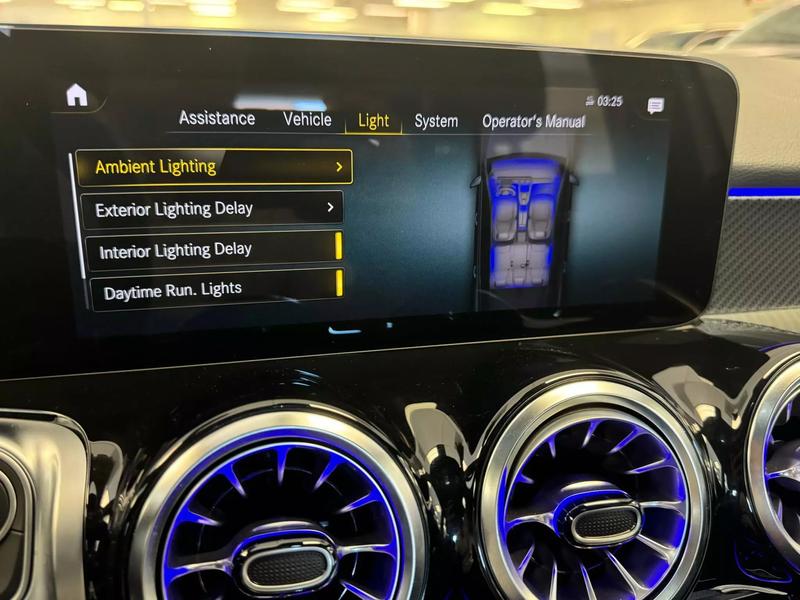 03:25
Assistance Vehicle Light System Operator's Manual
Ambient Lighting
Exterior Lighting Delay
Interior Lighting Delay
Daytime Run. Lights